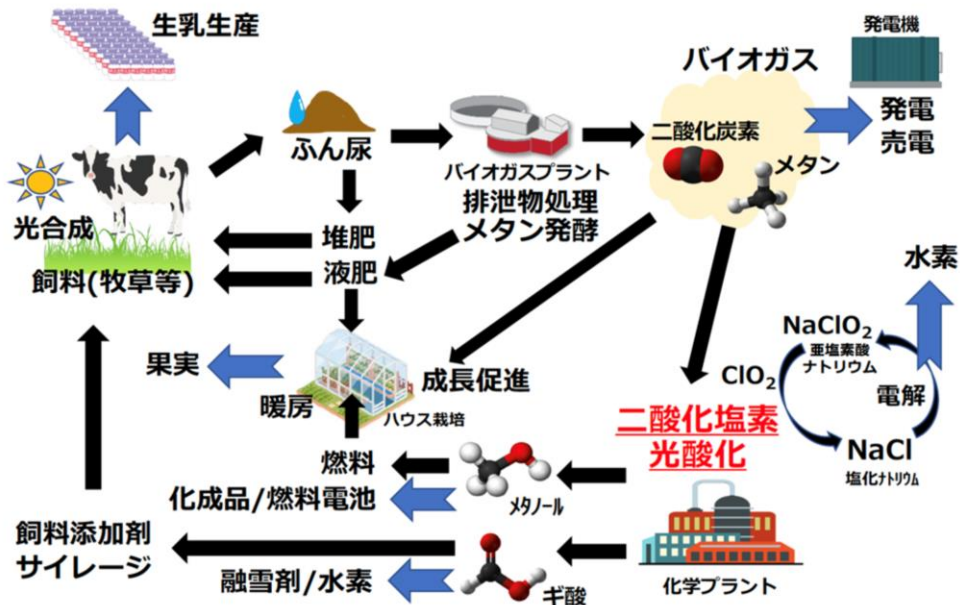 生乳生産
発電機
バイオガス
発電
売電
二酸化炭素
メタン
ふん尿
バイオガスプラント
排泄物処理
メタン発酵
光合成
飼料(牧草等)
堆肥
液肥
水素
NaClO₂
亜塩素酸
ナトリウム
ClO₂
電解
NaCl
塩化ナトリウム
果実
暖房
成長促進
ハウス栽培
二酸化塩素
光酸化
燃料
化成品/燃料電池
メタノール
飼料添加剤
サイレージ
融雪剤/水素
ギ酸
化学プラント